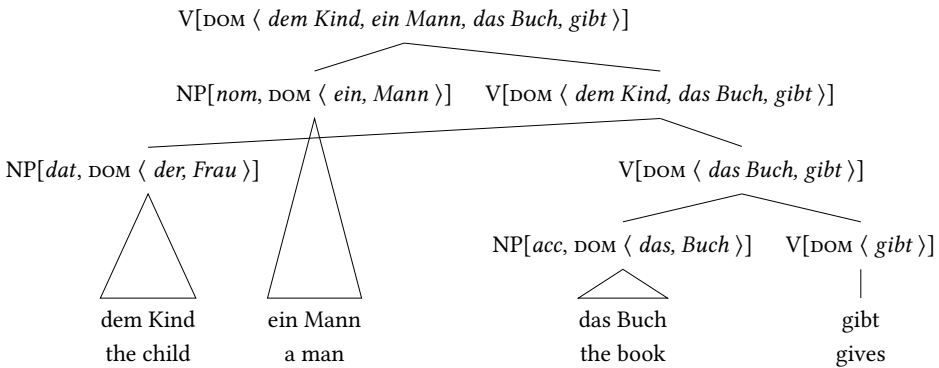 V[DOM ⟨ dem Kind, ein Mann, das Buch, gibt ⟩]
NP[nom, DOM ⟨ ein, Mann ⟩] V[DOM ⟨ dem Kind, das Buch, gibt ⟩]
NP[dat, DOM ⟨ der, Frau ⟩] V[DOM ⟨ das Buch, gibt ⟩]
NP[acc, DOM ⟨ das, Buch ⟩] V[DOM ⟨ gibt ⟩]
dem Kind ein Mann das Buch gibt
the child a man the book gives